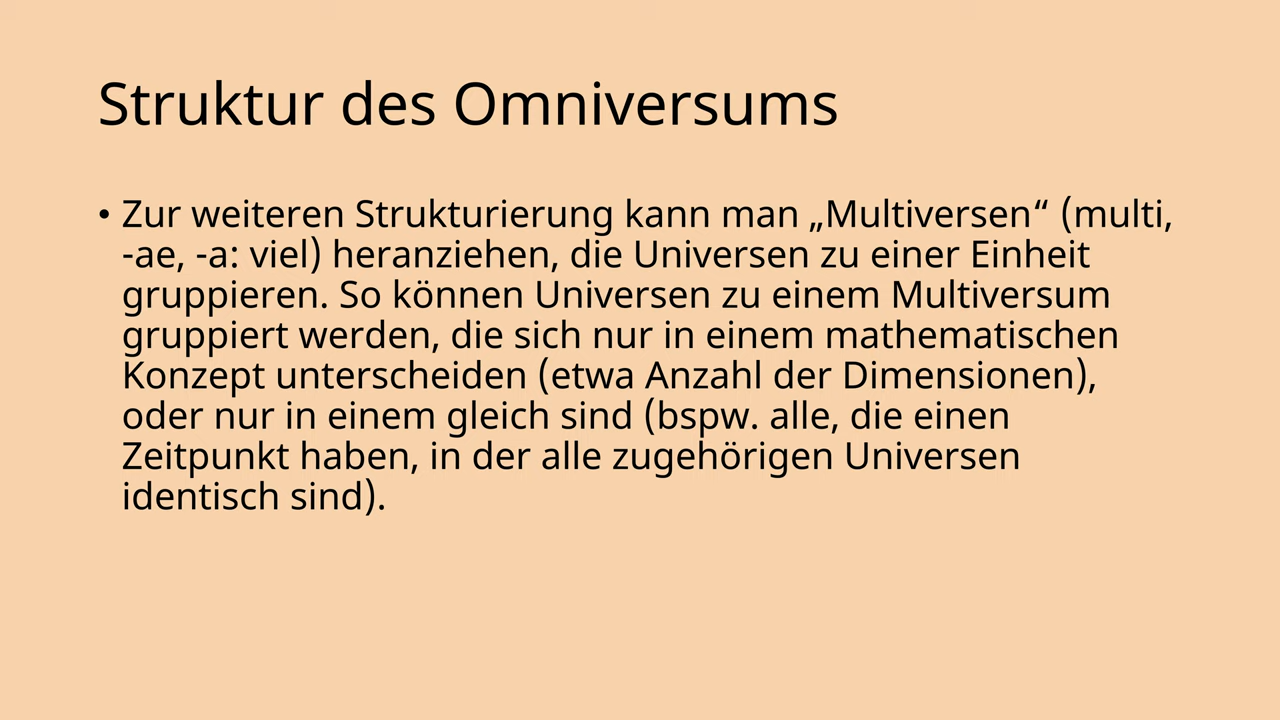 Struktur des Omniversums
• Zur weiteren Strukturierung kann man „Multiversen“ (multi,
-ae, -a: viel) heranziehen, die Universen zu einer Einheit
gruppieren. So können Universen zu einem Multiversum
gruppiert werden, die sich nur in einem mathematischen
Konzept unterscheiden (etwa Anzahl der Dimensionen),
oder nur in einem gleich sind (bspw. alle, die einen
Zeitpunkt haben, in der alle zugehörigen Universen
identisch sind).